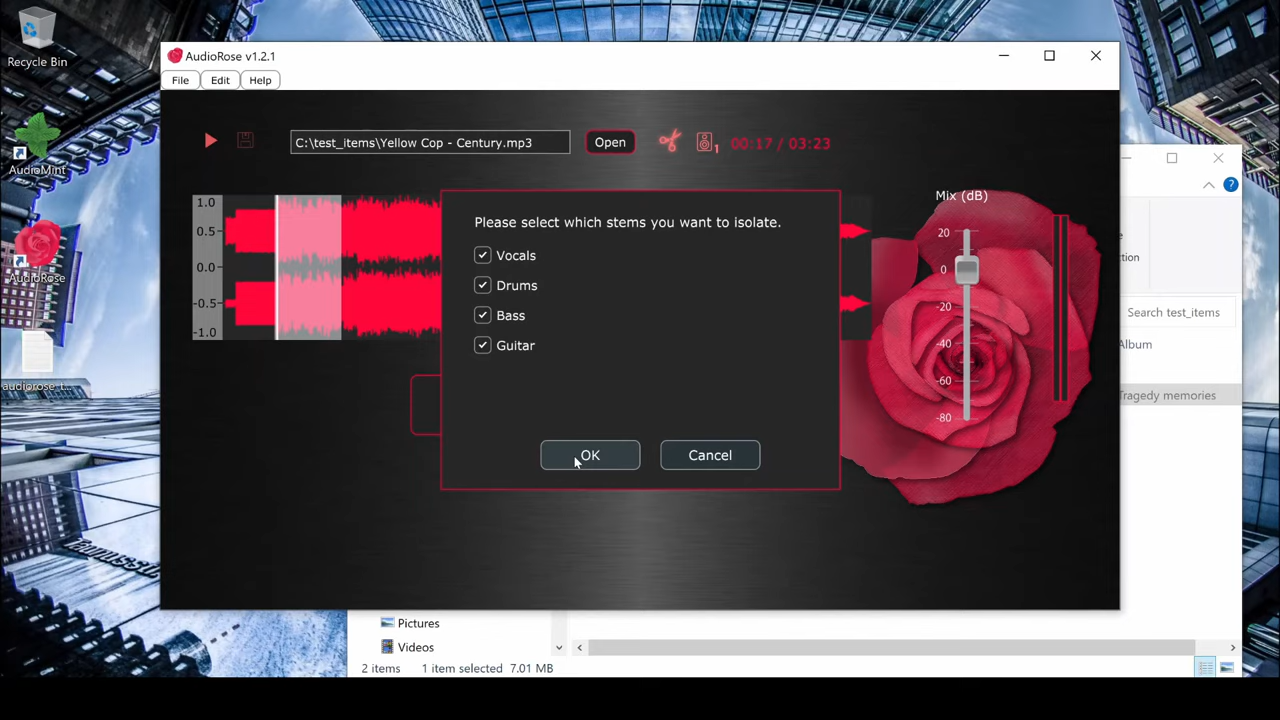 Recycle Bin
AudioMint
AudioRose
audiorose_t...
AudioRose v1.2.1
File
Edit
Help
C:\test_items\Yellow Cop - Century.mp3
Open
1
00:17 / 03:23
1.0
0.5
0.0
-0.5
-1.0
Please select which stems you want to isolate.
Vocals
Drums
Bass
Guitar
OK
Cancel
Mix (dB)
20
0
-20
-40
-60
-80
?
e
tion
Search test_items
Album
Tragedy memories
Pictures
Videos
2 items 1 item selected 7.01 MB